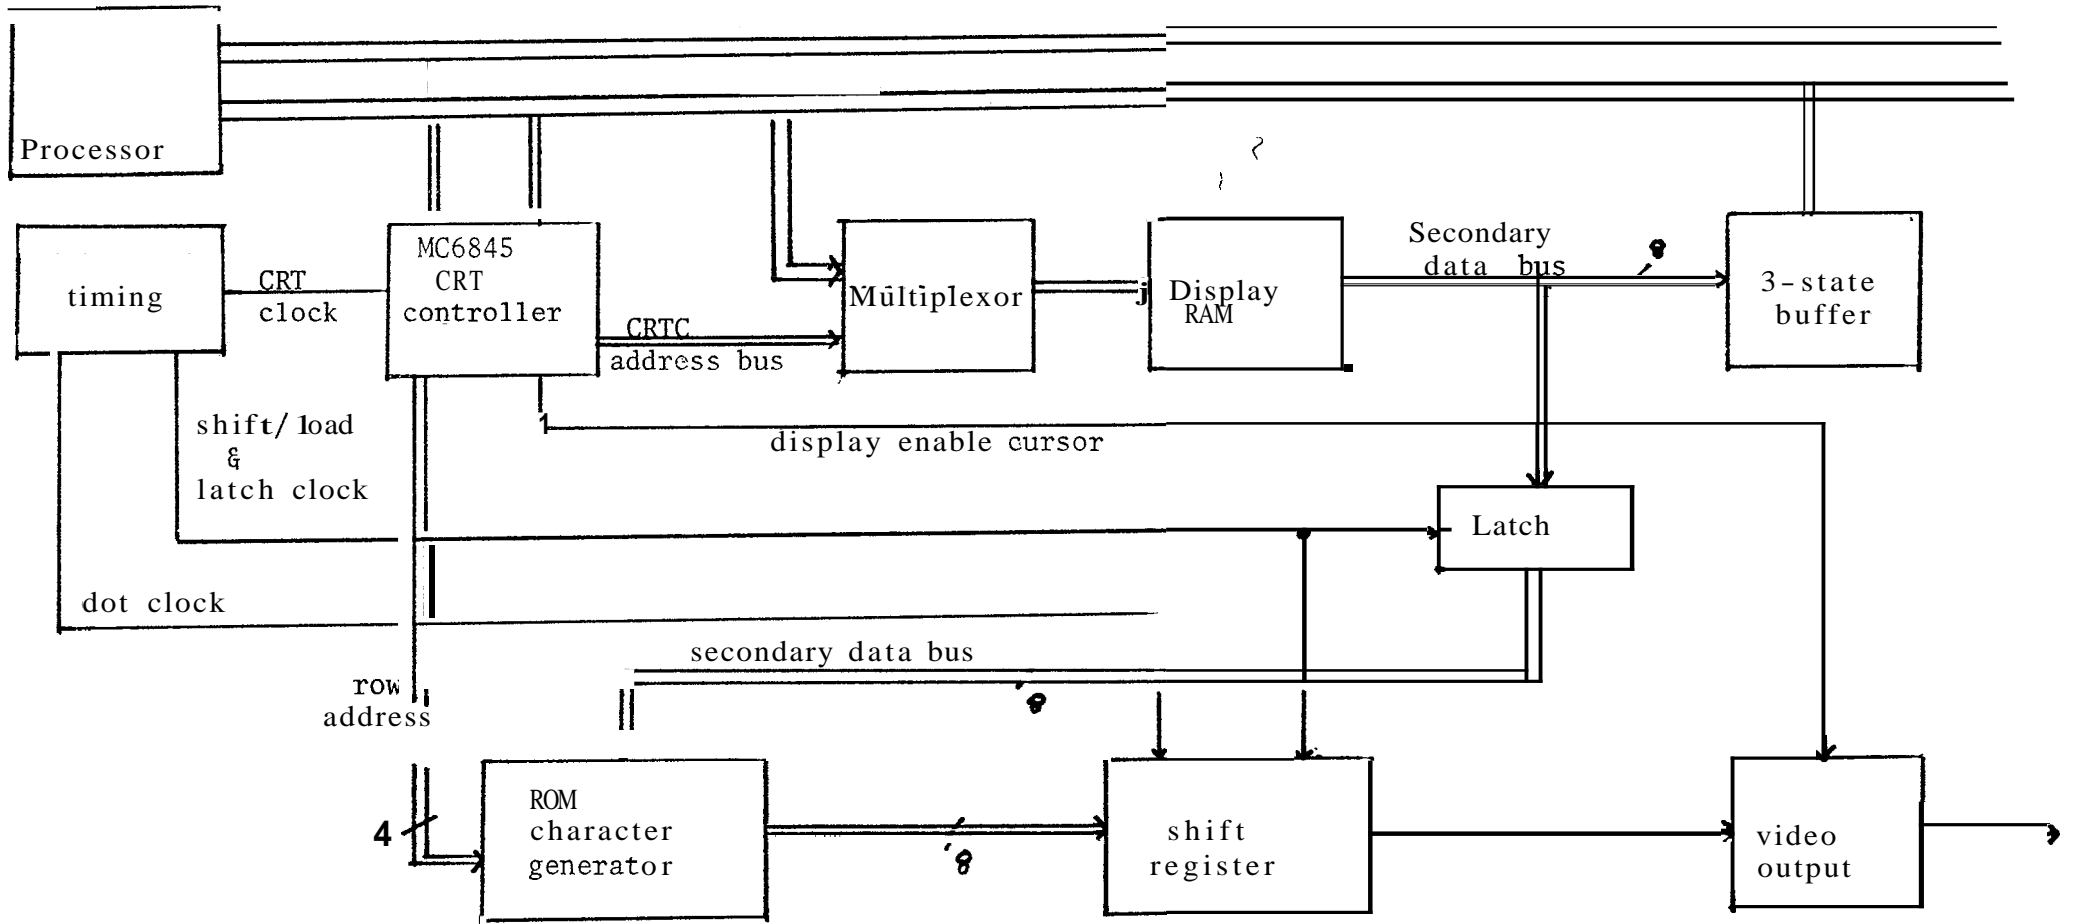 Processor
timing
CRT
clock
MC6845
CRT
controller
CRTC
address bus
Multiplexor
Display
RAM
Secondary
data bus
8
3-state
buffer
shift/load
&
latch clock
display enable cursor
Latch
dot clock
secondary data bus
8
row
address
4
ROM
character
generator
8
shift
register
video
output